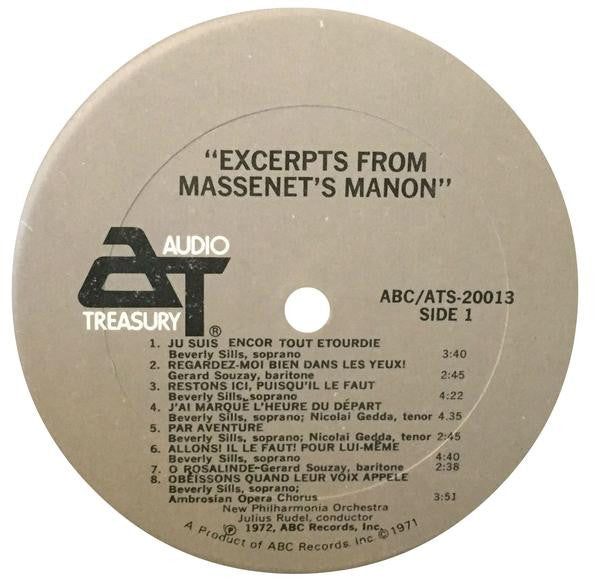 "EXCERPTS FROM
MASSENET'S MANON"
AUDIO
AT
TREASURY®
ABC/ATS-20013
SIDE 1
1. JU SUIS ENCOR TOUT ETOURDIE
Beverly Sills, soprano 3:40
2. REGARDEZ-MOI BIEN DANS LES YEUX!
Gerard Souzay, baritone 2:45
3. RESTONS ICI, PUISQU'IL LE FAUT
Beverly Sills, soprano 4:22
4. J'AI MARQUÉ L'HEURE DU DÉPART
Beverly Sills, soprano; Nicolai Gedda, tenor 4.35
5. PAR AVENTURE
Beverly Sills, soprano; Nicolai Gedda, tenor 2:45
6. ALLONS! IL LE FAUT! POUR LUI-MÊME
Beverly Sills, soprano 4:40
7. O ROSALINDE-Gerard Souzay, baritone 2:38
8. OBÉISSONS QUAND LEUR VOIX APPELE
Beverly Sills, soprano;
Ambrosian Opera Chorus 3:51
New Philharmonia Orchestra
Julius Rudel, conductor
℗ 1972, ABC Records, Inc.
A Product of ABC Records, Inc. © 1971